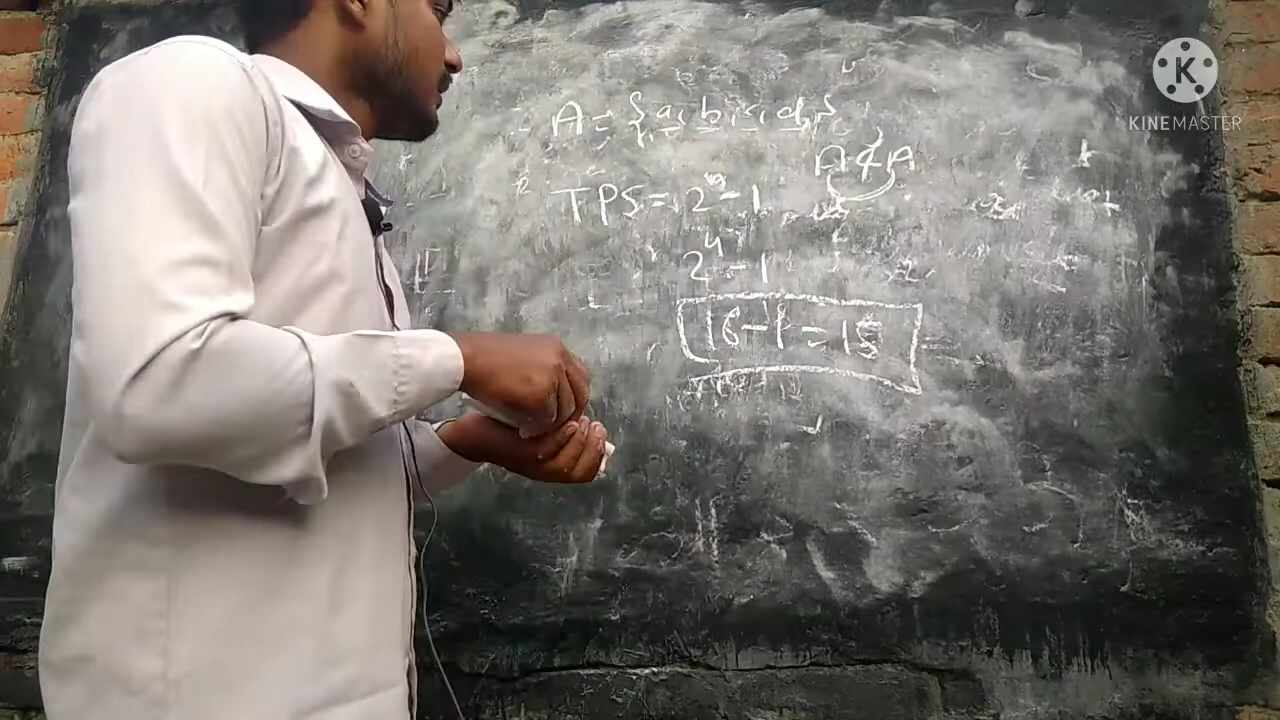 A = {a, b, c, d}
A ⊄ A
TPS = 2ⁿ - 1
2⁴ - 1
16 - 1 = 15
K
KINEMASTER